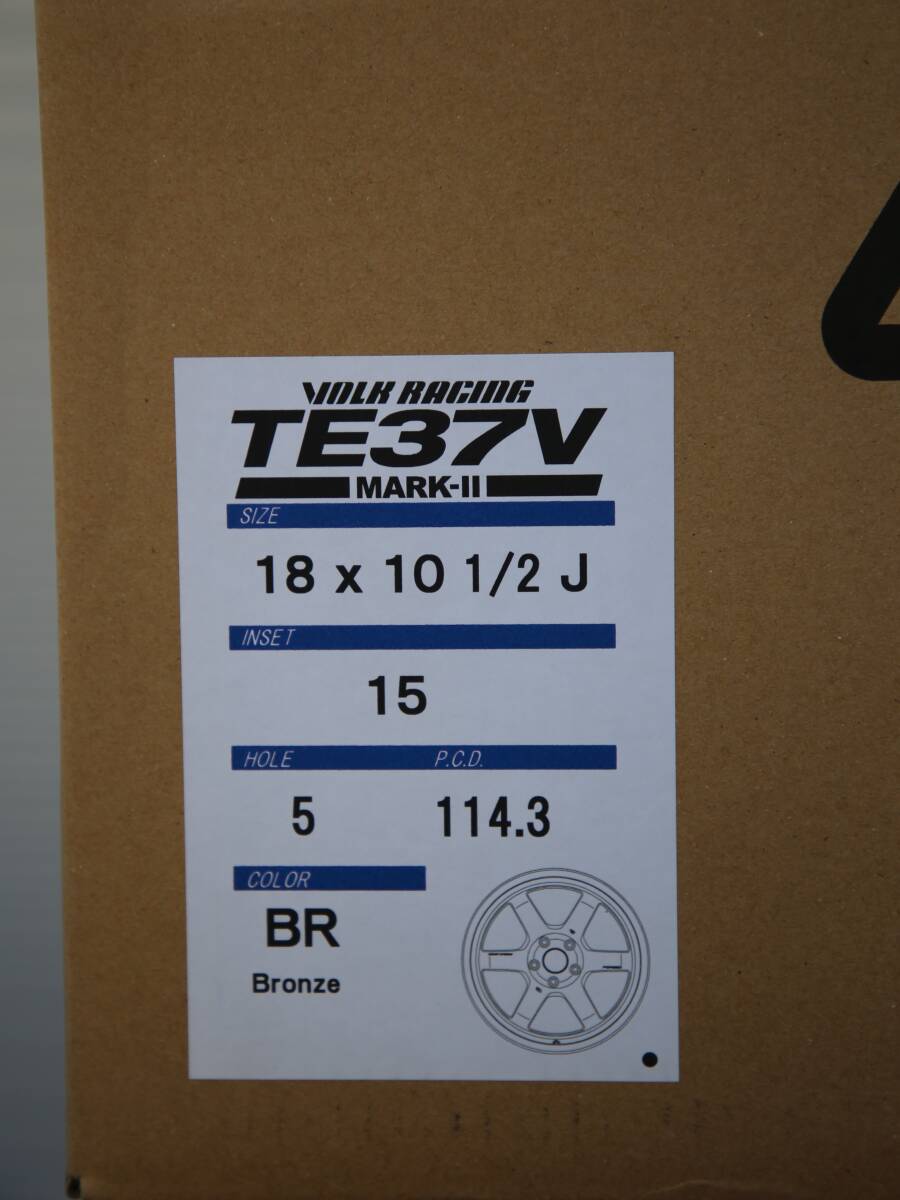 VOLK RACING
TE37V
MARK-II
SIZE
18 x 10 1/2 J
INSET
15
HOLE P.C.D.
5 114.3
COLOR
BR
Bronze